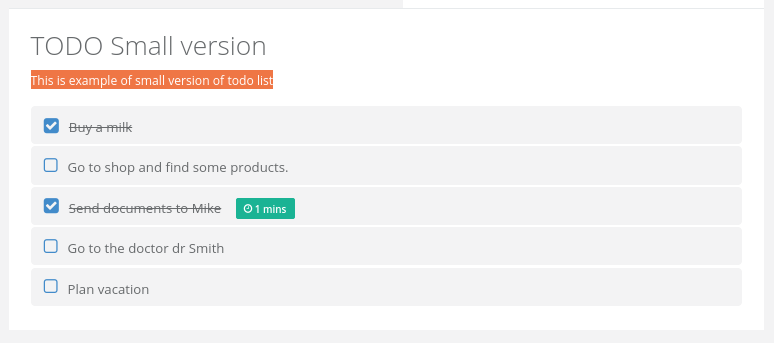 TODO Small version
This is example of small version of todo list
Buy a milk
Go to shop and find some products.
Send documents to Mike 1 mins
Go to the doctor dr Smith
Plan vacation